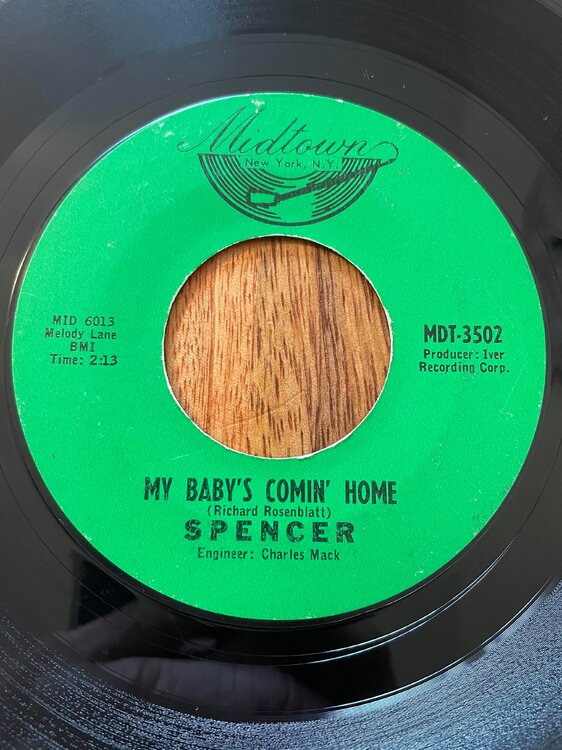 Midtown
New York, N.Y.
MID 6013
Melody Lane
BMI
Time: 2:13
MDT-3502
Producer: Iver
Recording Corp.
MY BABY'S COMIN' HOME
(Richard Rosenblatt)
SPENCER
Engineer: Charles Mack